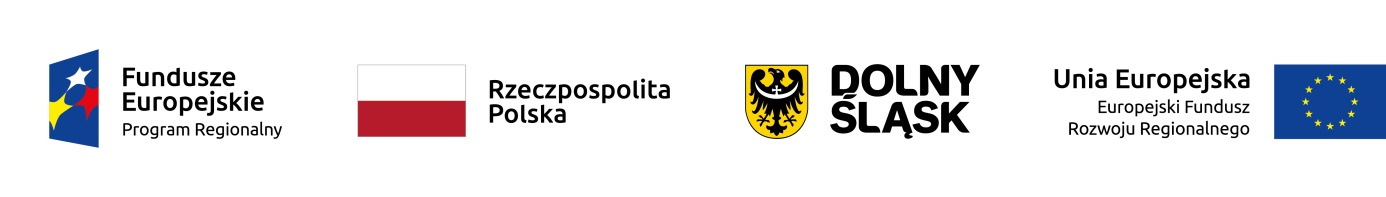 Fundusze
Europejskie
Program Regionalny
Rzeczpospolita
Polska
DOLNY
ŚLĄSK
Unia Europejska
Europejski Fundusz
Rozwoju Regionalnego